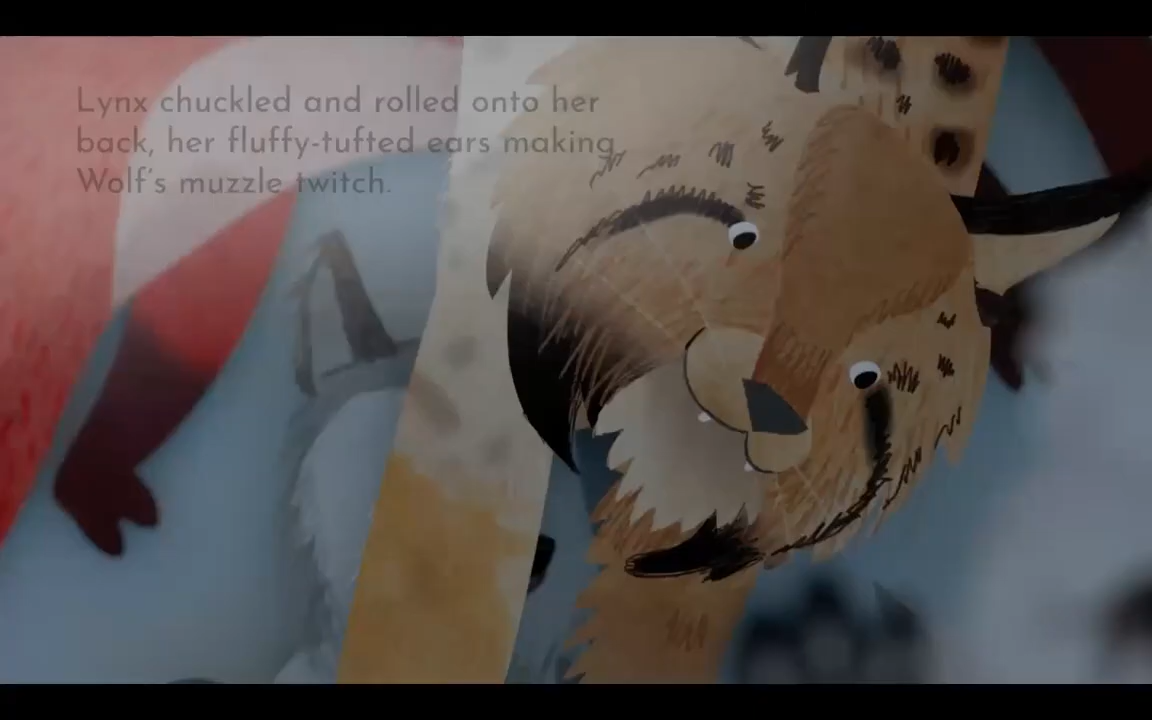 Lynx chuckled and rolled onto her
back, her fluffy-tufted ears making
Wolf's muzzle twitch.